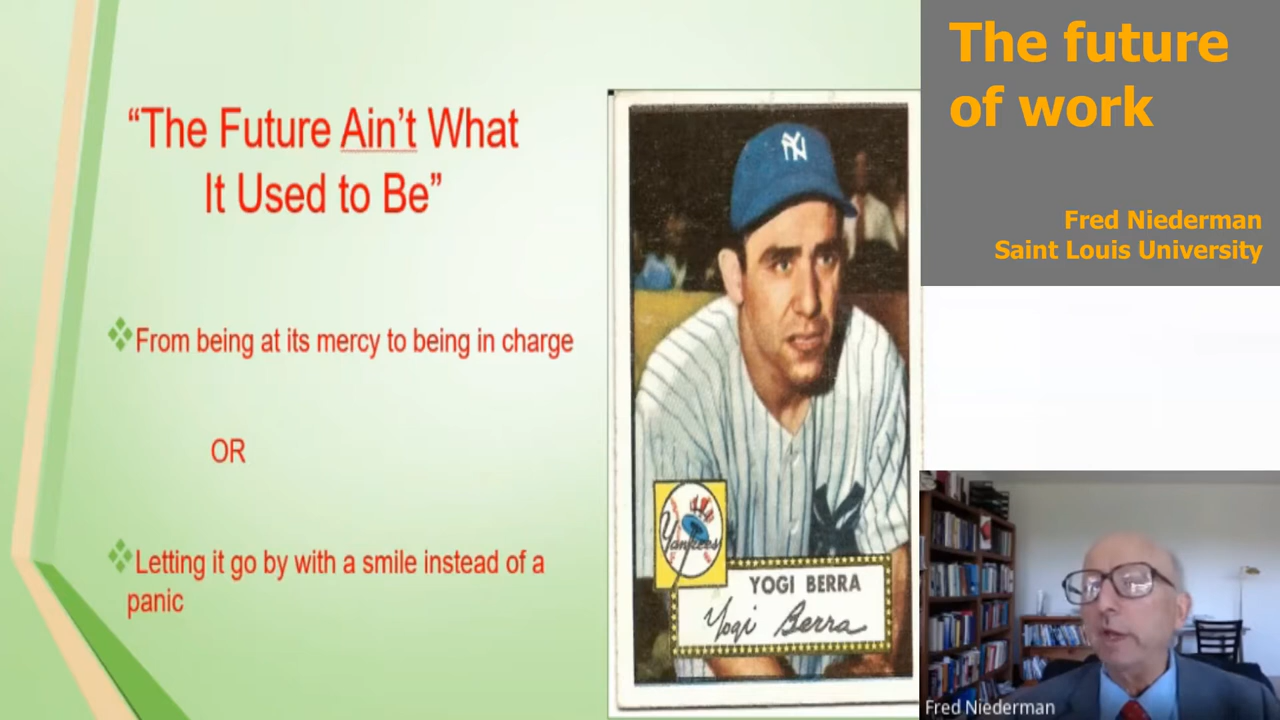 “The Future Ain’t What
It Used to Be”
From being at its mercy to being in charge
OR
Letting it go by with a smile instead of a
panic
NY
Yankees
YOGI BERRA
Yogi Berra
The future
of work
Fred Niederman
Saint Louis University
Fred Niederman